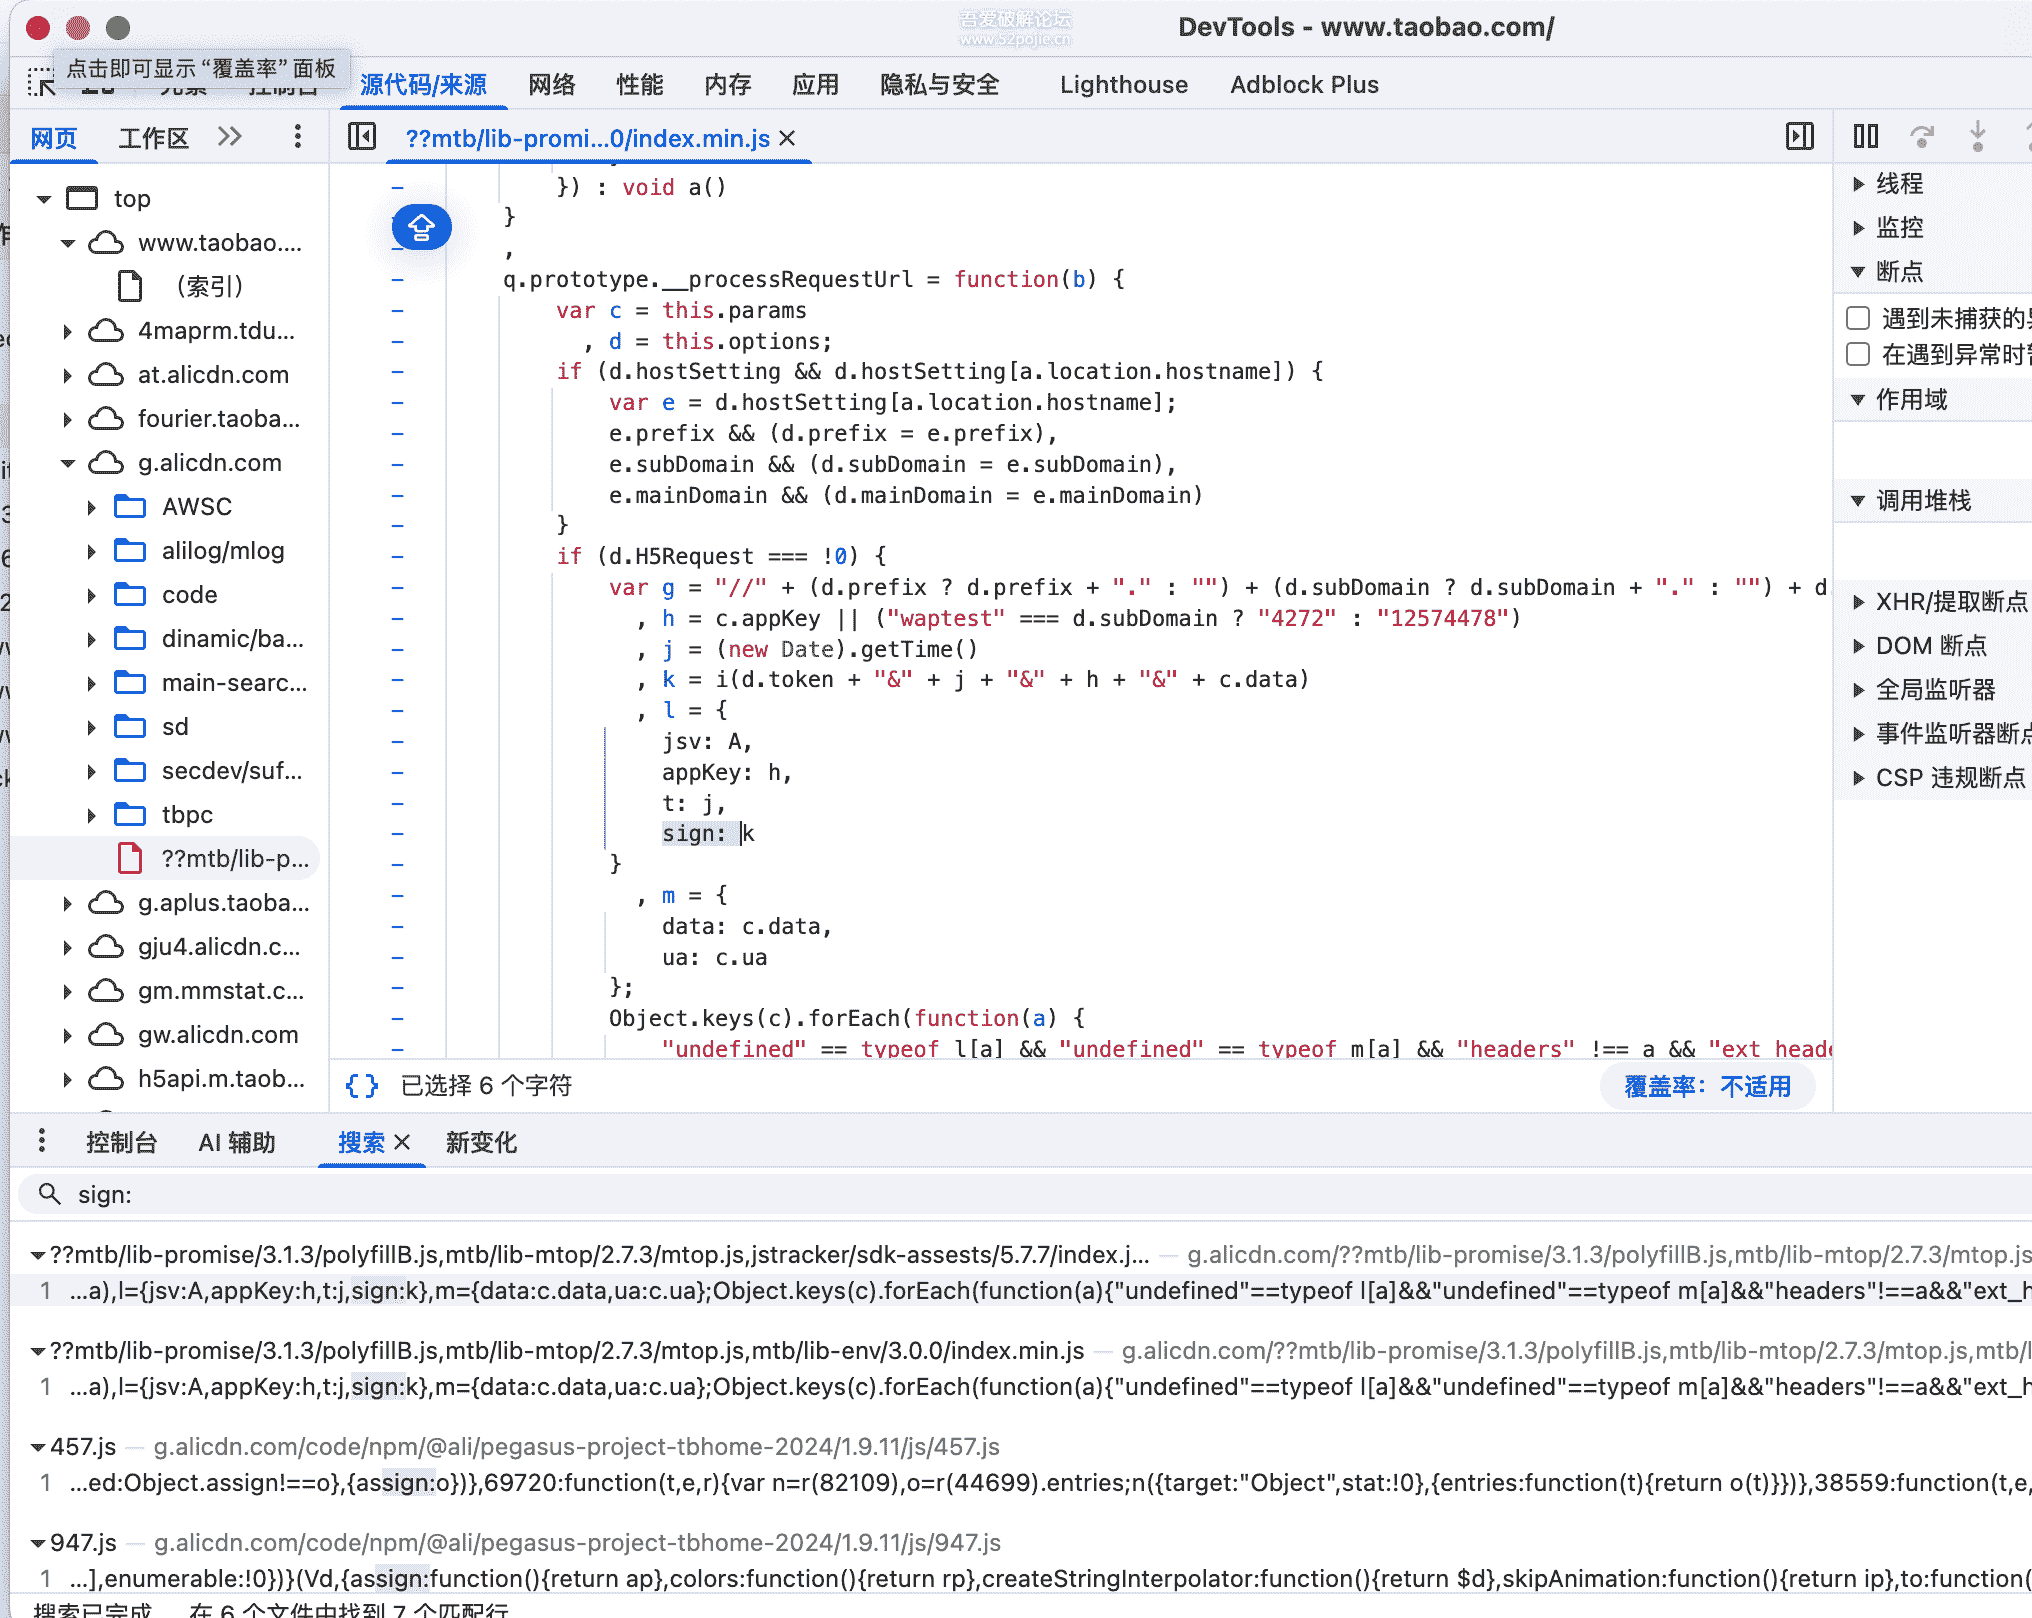 吾爱破解论坛
www.52pojie.cn
DevTools - www.taobao.com/
点击即可显示 “覆盖率” 面板
源代码/来源 网络 性能 内存 应用 隐私与安全 Lighthouse Adblock Plus
网页 工作区
??mtb/lib-promi...0/index.min.js
top
www.taobao....
（索引）
4maprm.tdu...
at.alicdn.com
fourier.taoba...
g.alicdn.com
AWSC
alilog/mlog
code
dinamic/ba...
main-searc...
sd
secdev/suf...
tbpc
??mtb/lib-p...
g.aplus.taoba...
gju4.alicdn.c...
gm.mmstat.c...
gw.alicdn.com
h5api.m.taob...
}) : void a()
}
,
q.prototype.__processRequestUrl = function(b) {
var c = this.params
, d = this.options;
if (d.hostSetting && d.hostSetting[a.location.hostname]) {
var e = d.hostSetting[a.location.hostname];
e.prefix && (d.prefix = e.prefix),
e.subDomain && (d.subDomain = e.subDomain),
e.mainDomain && (d.mainDomain = e.mainDomain)
}
if (d.H5Request === !0) {
var g = "//" + (d.prefix ? d.prefix + "." : "") + (d.subDomain ? d.subDomain + "." : "") + d
, h = c.appKey || ("waptest" === d.subDomain ? "4272" : "12574478")
, j = (new Date).getTime()
, k = i(d.token + "&" + j + "&" + h + "&" + c.data)
, l = {
jsv: A,
appKey: h,
t: j,
sign: k
}
, m = {
data: c.data,
ua: c.ua
};
Object.keys(c).forEach(function(a) {
"undefined" == typeof l[a] && "undefined" == typeof m[a] && "headers" !== a && "ext_heade
{} 已选择 6 个字符
覆盖率：不适用
线程
监控
断点
遇到未捕获的
在遇到异常时
作用域
调用堆栈
XHR/提取断点
DOM 断点
全局监听器
事件监听器断点
CSP 违规断点
控制台 AI 辅助 搜索 新变化
sign:
??mtb/lib-promise/3.1.3/polyfillB.js,mtb/lib-mtop/2.7.3/mtop.js,jstracker/sdk-assests/5.7.7/index.j... — g.alicdn.com/??mtb/lib-promise/3.1.3/polyfillB.js,mtb/lib-mtop/2.7.3/mtop.js
1 ...a),l={jsv:A,appKey:h,t:j,sign:k},m={data:c.data,ua:c.ua};Object.keys(c).forEach(function(a){"undefined"==typeof l[a]&&"undefined"==typeof m[a]&&"headers"!==a&&"ext_h
??mtb/lib-promise/3.1.3/polyfillB.js,mtb/lib-mtop/2.7.3/mtop.js,mtb/lib-env/3.0.0/index.min.js — g.alicdn.com/??mtb/lib-promise/3.1.3/polyfillB.js,mtb/lib-mtop/2.7.3/mtop.js,mtb/l
1 ...a),l={jsv:A,appKey:h,t:j,sign:k},m={data:c.data,ua:c.ua};Object.keys(c).forEach(function(a){"undefined"==typeof l[a]&&"undefined"==typeof m[a]&&"headers"!==a&&"ext_h
457.js — g.alicdn.com/code/npm/@ali/pegasus-project-tbhome-2024/1.9.11/js/457.js
1 ...ed:Object.assign!==o},{assign:o})},69720:function(t,e,r){var n=r(82109),o=r(44699).entries;n({target:"Object",stat:!0},{entries:function(t){return o(t)}})},38559:function(t,e,
947.js — g.alicdn.com/code/npm/@ali/pegasus-project-tbhome-2024/1.9.11/js/947.js
1 ...],enumerable:!0})}(Vd,{assign:function(){return ap},colors:function(){return rp},createStringInterpolator:function(){return $d},skipAnimation:function(){return ip},to:function(
搜索已完成。 在 6 个文件中找到 7 个匹配行